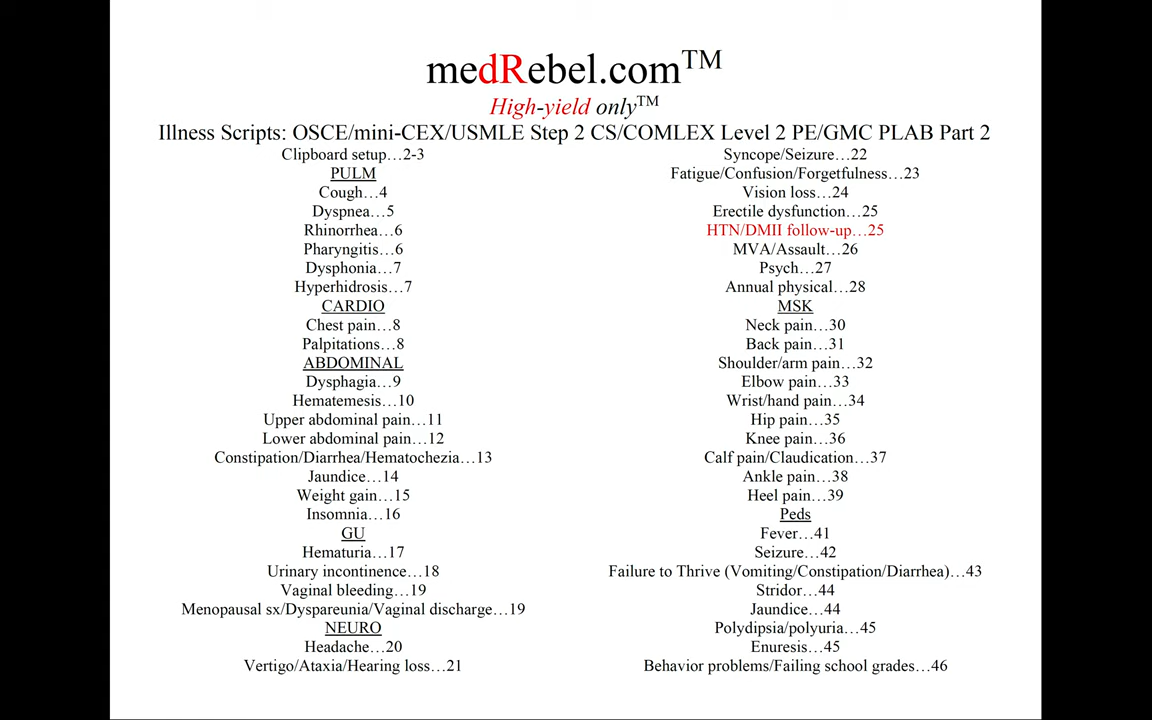 medRebel.com™
High-yield only™
Illness Scripts: OSCE/mini-CEX/USMLE Step 2 CS/COMLEX Level 2 PE/GMC PLAB Part 2
Clipboard setup…2-3
PULM
Cough…4
Dyspnea…5
Rhinorrhea…6
Pharyngitis…6
Dysphonia…7
Hyperhidrosis…7
CARDIO
Chest pain…8
Palpitations…8
ABDOMINAL
Dysphagia…9
Hematemesis…10
Upper abdominal pain…11
Lower abdominal pain…12
Constipation/Diarrhea/Hematochezia…13
Jaundice…14
Weight gain…15
Insomnia…16
GU
Hematuria…17
Urinary incontinence…18
Vaginal bleeding…19
Menopausal sx/Dyspareunia/Vaginal discharge…19
NEURO
Headache…20
Vertigo/Ataxia/Hearing loss…21
Syncope/Seizure…22
Fatigue/Confusion/Forgetfulness…23
Vision loss…24
Erectile dysfunction…25
HTN/DMII follow-up…25
MVA/Assault…26
Psych…27
Annual physical…28
MSK
Neck pain…30
Back pain…31
Shoulder/arm pain…32
Elbow pain…33
Wrist/hand pain…34
Hip pain…35
Knee pain…36
Calf pain/Claudication…37
Ankle pain…38
Heel pain…39
Peds
Fever…41
Seizure…42
Failure to Thrive (Vomiting/Constipation/Diarrhea)…43
Stridor…44
Jaundice…44
Polydipsia/polyuria…45
Enuresis…45
Behavior problems/Failing school grades…46